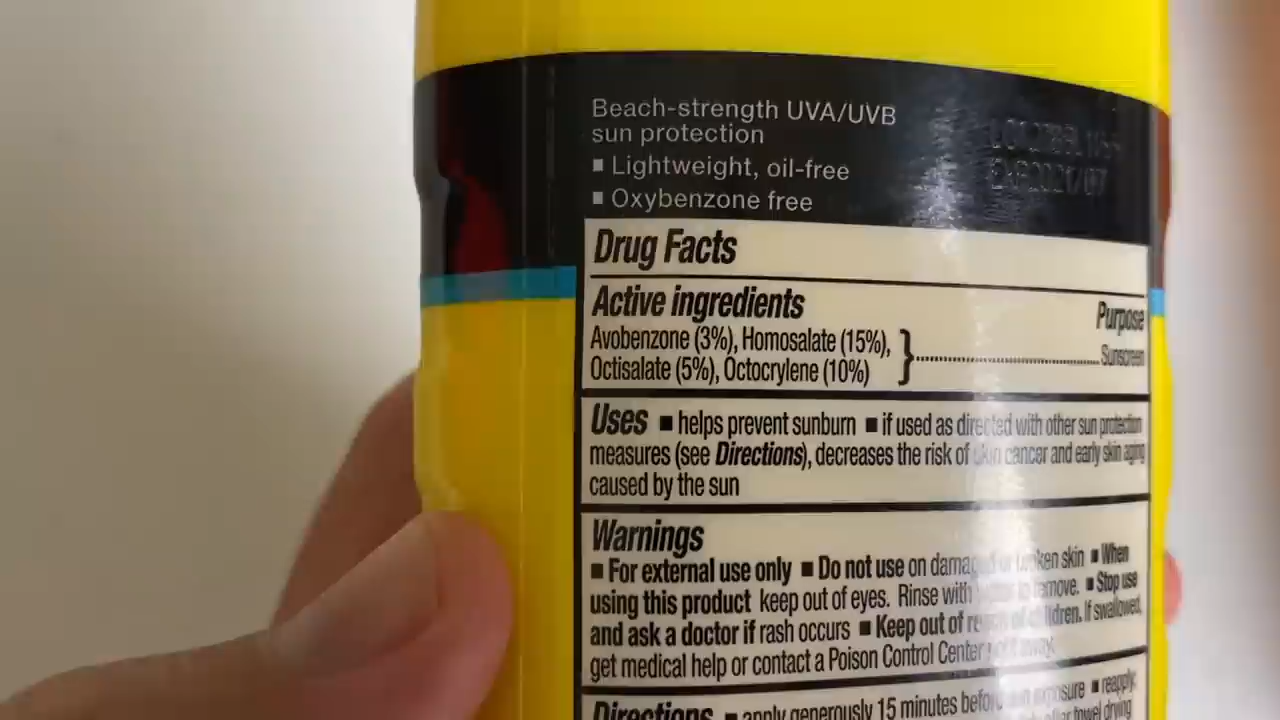 Beach-strength UVA/UVB
sun protection
▪ Lightweight, oil-free
▪ Oxybenzone free
Drug Facts
Active ingredients
Purpose
Avobenzone (3%), Homosalate (15%),
Octisalate (5%), Octocrylene (10%)
} Sunscreen
Uses ▪ helps prevent sunburn ▪ if used as directed with other sun protection
measures (see Directions), decreases the risk of skin cancer and early skin aging
caused by the sun
Warnings
▪ For external use only ▪ Do not use on damaged or broken skin ▪ When
using this product keep out of eyes. Rinse with water to remove. ▪ Stop use
and ask a doctor if rash occurs ▪ Keep out of reach of children. If swallowed,
get medical help or contact a Poison Control Center right away.
Directions ▪ apply generously 15 minutes before sun exposure ▪ reapply:
towel drying